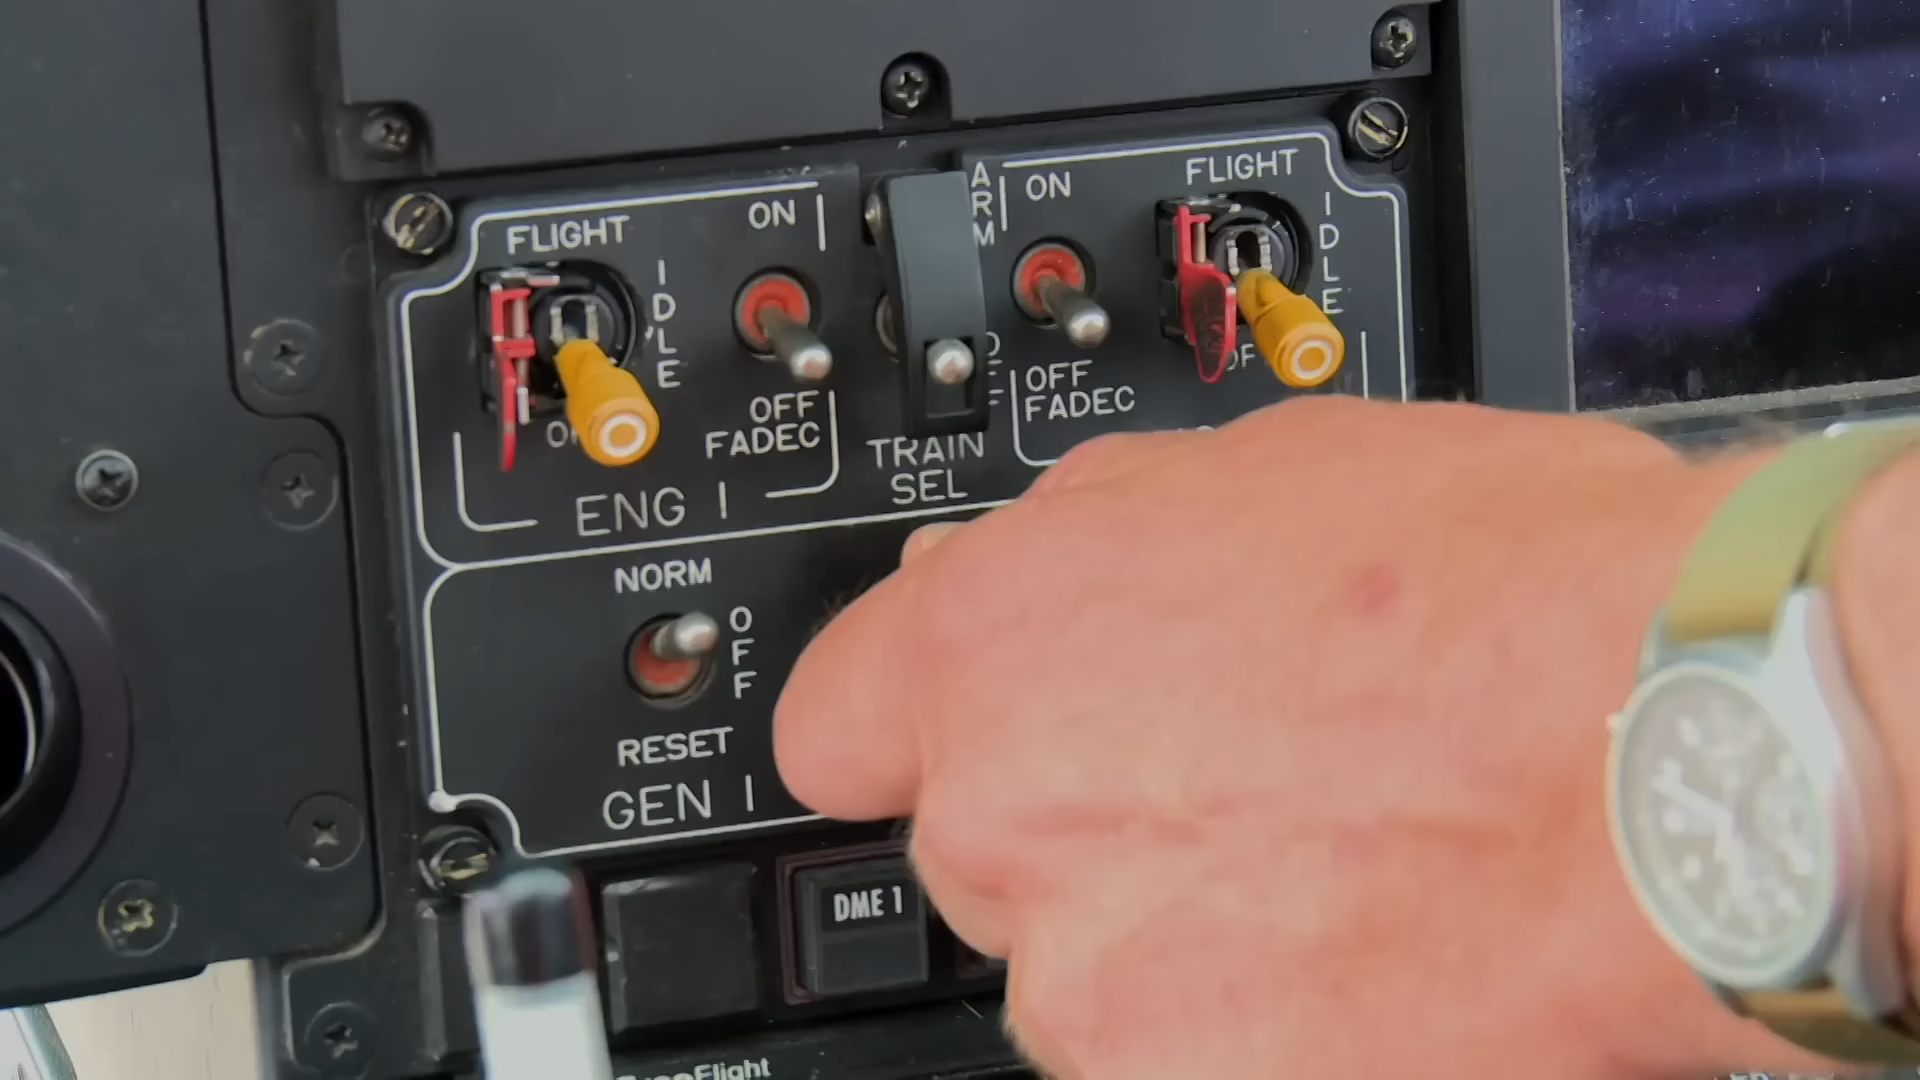 FLIGHT
IDLE
ON
OFF
FADEC
ENG I
ARM
TRAIN
SEL
ON
OFF
FADEC
FLIGHT
IDLE
NORM
OFF
RESET
GEN I
DME 1